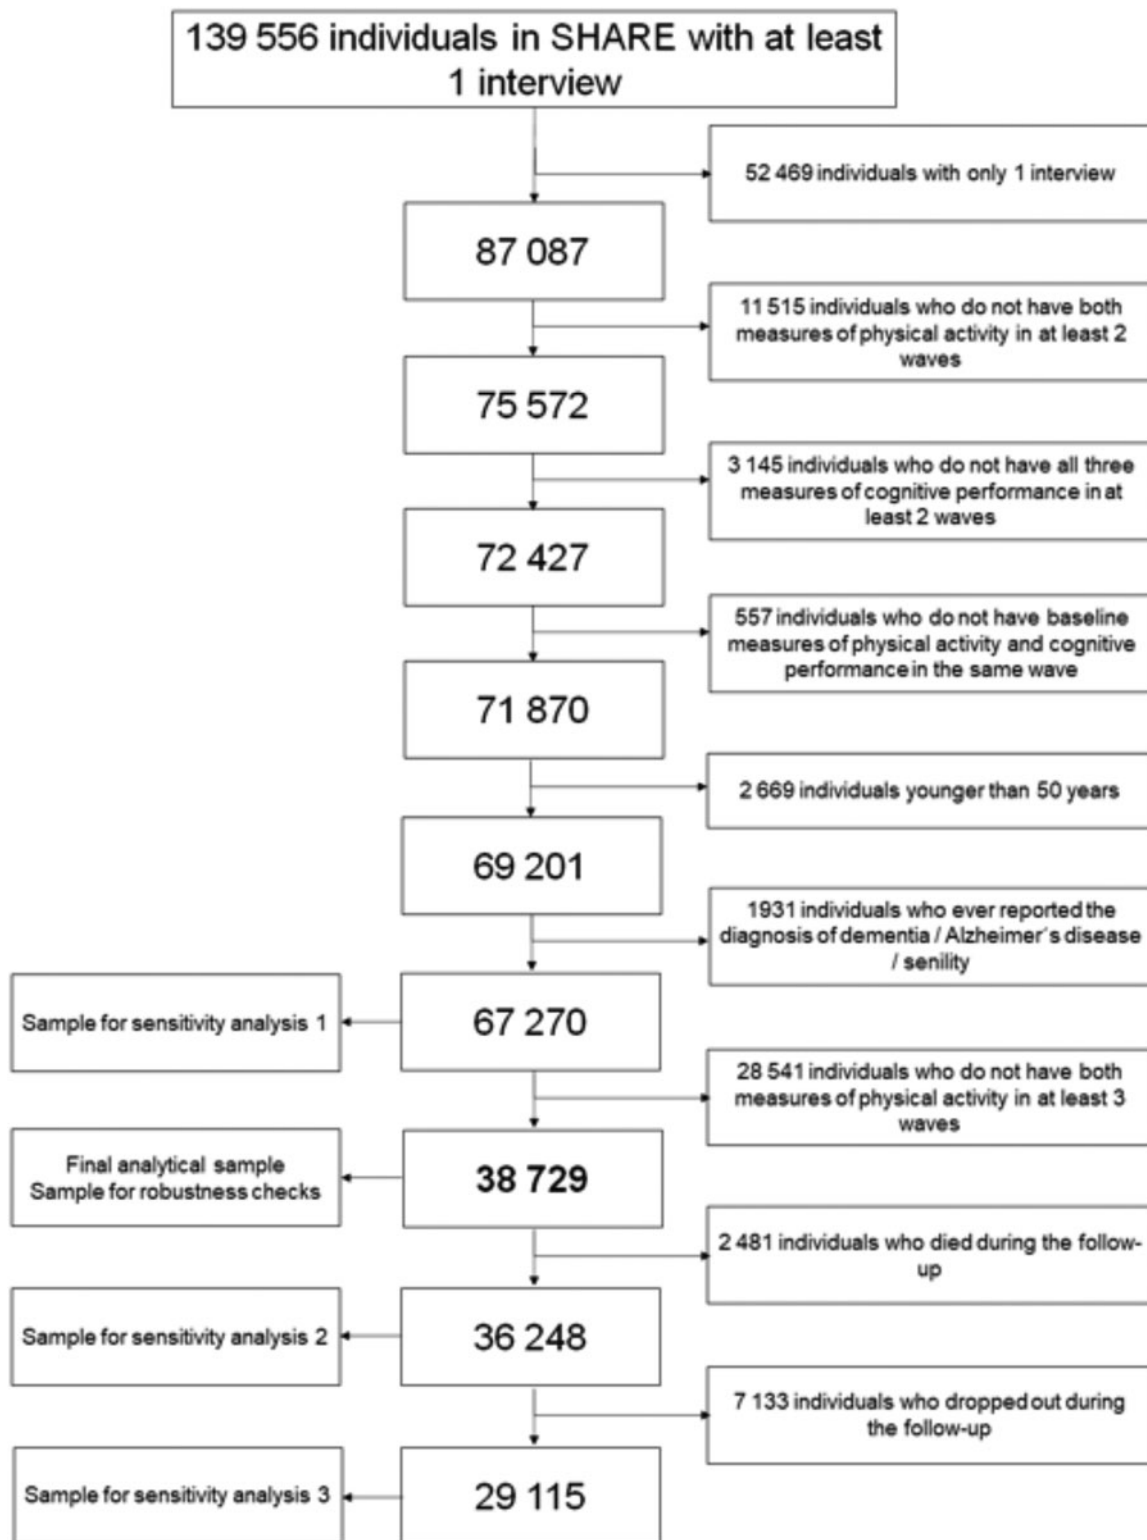 139 556 individuals in SHARE with at least
1 interview
52 469 individuals with only 1 interview
87 087
11 515 individuals who do not have both
measures of physical activity in at least 2
waves
75 572
3 145 individuals who do not have all three
measures of cognitive performance in at
least 2 waves
72 427
557 individuals who do not have baseline
measures of physical activity and cognitive
performance in the same wave
71 870
2 669 individuals younger than 50 years
69 201
1931 individuals who ever reported the
diagnosis of dementia / Alzheimer´s disease
/ senility
Sample for sensitivity analysis 1
67 270
28 541 individuals who do not have both
measures of physical activity in at least 3
waves
Final analytical sample
Sample for robustness checks
38 729
2 481 individuals who died during the follow-
up
Sample for sensitivity analysis 2
36 248
7 133 individuals who dropped out during
the follow-up
Sample for sensitivity analysis 3
29 115